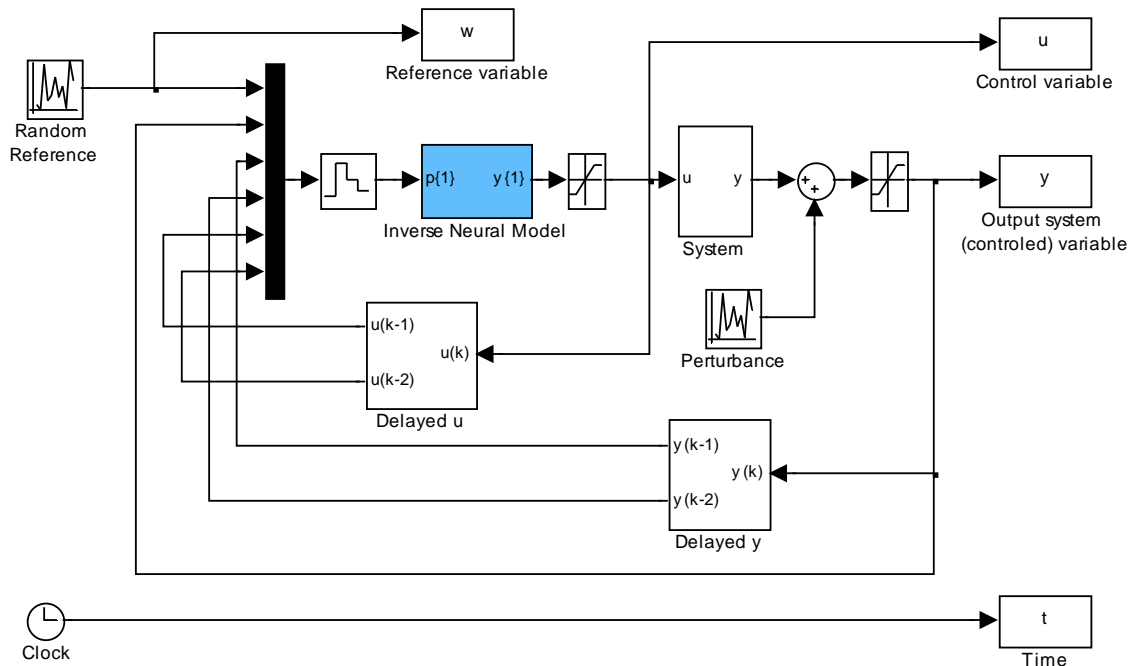 w
Reference variable
u
Control variable
Random
Reference
p{1}
y{1}
Inverse Neural Model
u
y
System
y
Output system
(controled) variable
Perturbance
u(k-1)
u(k)
u(k-2)
Delayed u
y(k-1)
y(k)
y(k-2)
Delayed y
Clock
t
Time